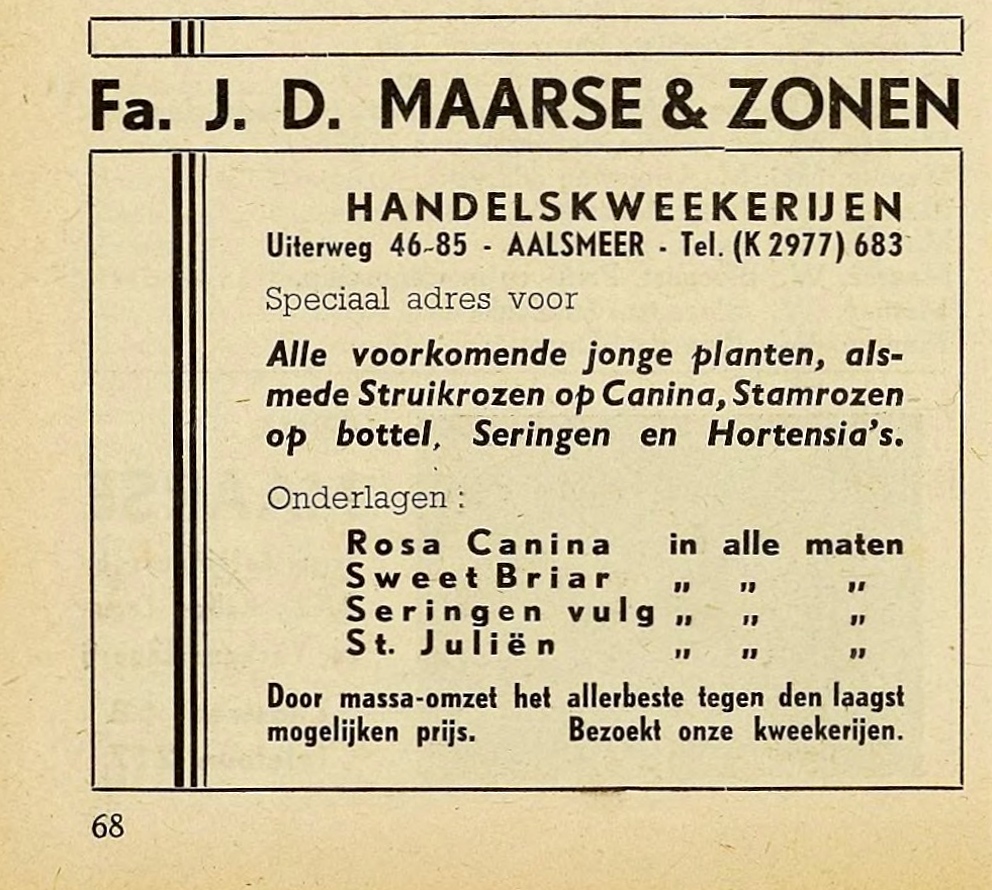 Fa. J. D. MAARSE & ZONEN
HANDELSKWEEKERIJEN
Uiterweg 46-85 - AALSMEER - Tel. (K 2977) 683
Speciaal adres voor
Alle voorkomende jonge planten, als-
mede Struikrozen op Canina, Stamrozen
op bottel, Seringen en Hortensia's.
Onderlagen :
Rosa Canina in alle maten
Sweet Briar „ „ „
Seringen vulg „ „ „
St. Juliën „ „ „
Door massa-omzet het allerbeste tegen den laagst
mogelijken prijs. Bezoekt onze kweekerijen.
68